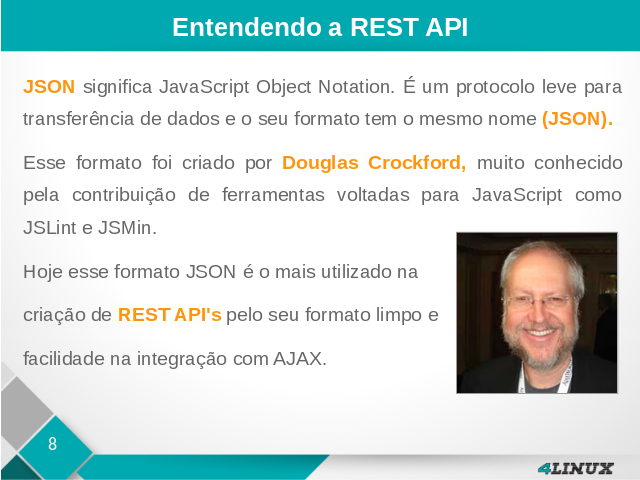 Entendendo a REST API
JSON significa JavaScript Object Notation. É um protocolo leve para
transferência de dados e o seu formato tem o mesmo nome (JSON).
Esse formato foi criado por Douglas Crockford, muito conhecido
pela contribuição de ferramentas voltadas para JavaScript como
JSLint e JSMin.
Hoje esse formato JSON é o mais utilizado na
criação de REST API's pelo seu formato limpo e
facilidade na integração com AJAX.
8
4LINUX